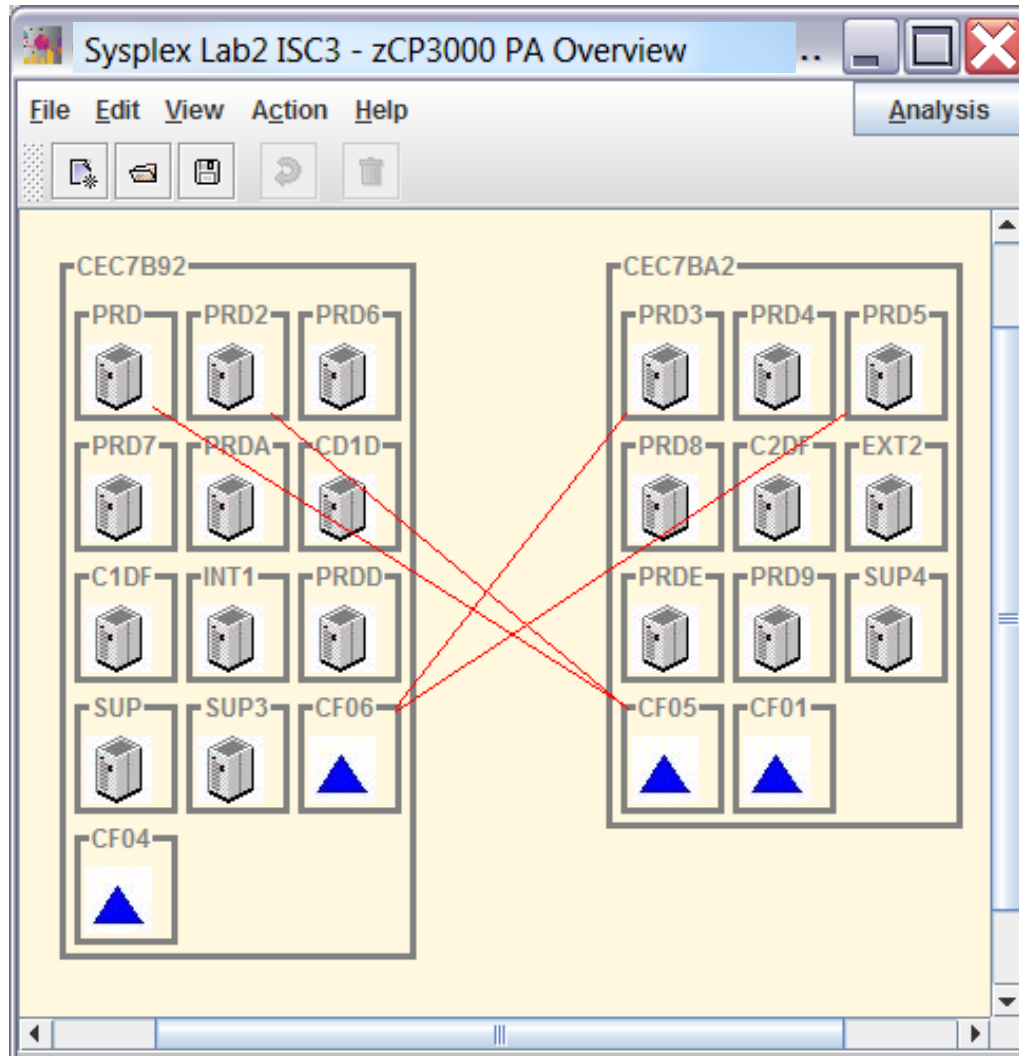 Sysplex Lab2 ISC3 - zCP3000 PA Overview ..
File Edit View Action Help Analysis
CEC7B92 CEC7BA2
PRD PRD2 PRD6 PRD3 PRD4 PRD5
PRD7 PRDA CD1D PRD8 C2DF EXT2
C1DF INT1 PRDD PRDE PRD9 SUP4
SUP SUP3 CF06 CF05 CF01
CF04